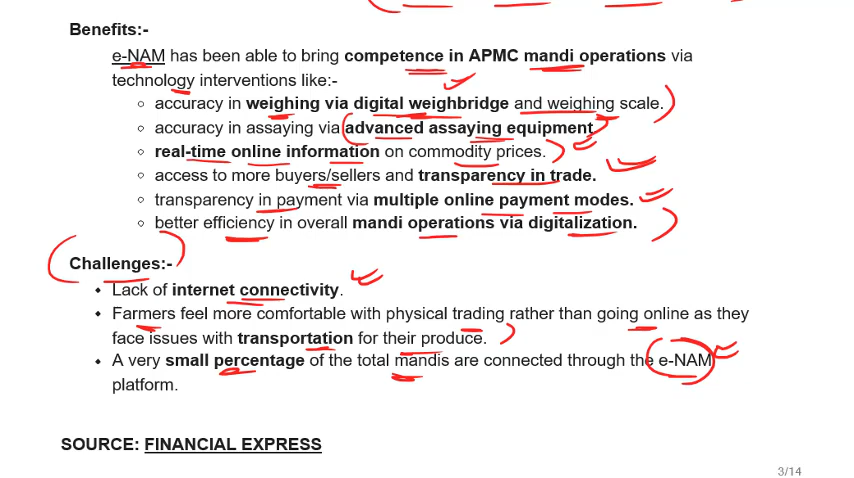 Benefits:-
e-NAM has been able to bring competence in APMC mandi operations via
technology interventions like:-
○ accuracy in weighing via digital weighbridge and weighing scale.
○ accuracy in assaying via advanced assaying equipment
○ real-time online information on commodity prices.
○ access to more buyers/sellers and transparency in trade.
○ transparency in payment via multiple online payment modes.
○ better efficiency in overall mandi operations via digitalization.
Challenges:-
• Lack of internet connectivity.
• Farmers feel more comfortable with physical trading rather than going online as they
face issues with transportation for their produce.
• A very small percentage of the total mandis are connected through the e-NAM
platform.
SOURCE: FINANCIAL EXPRESS
3/14